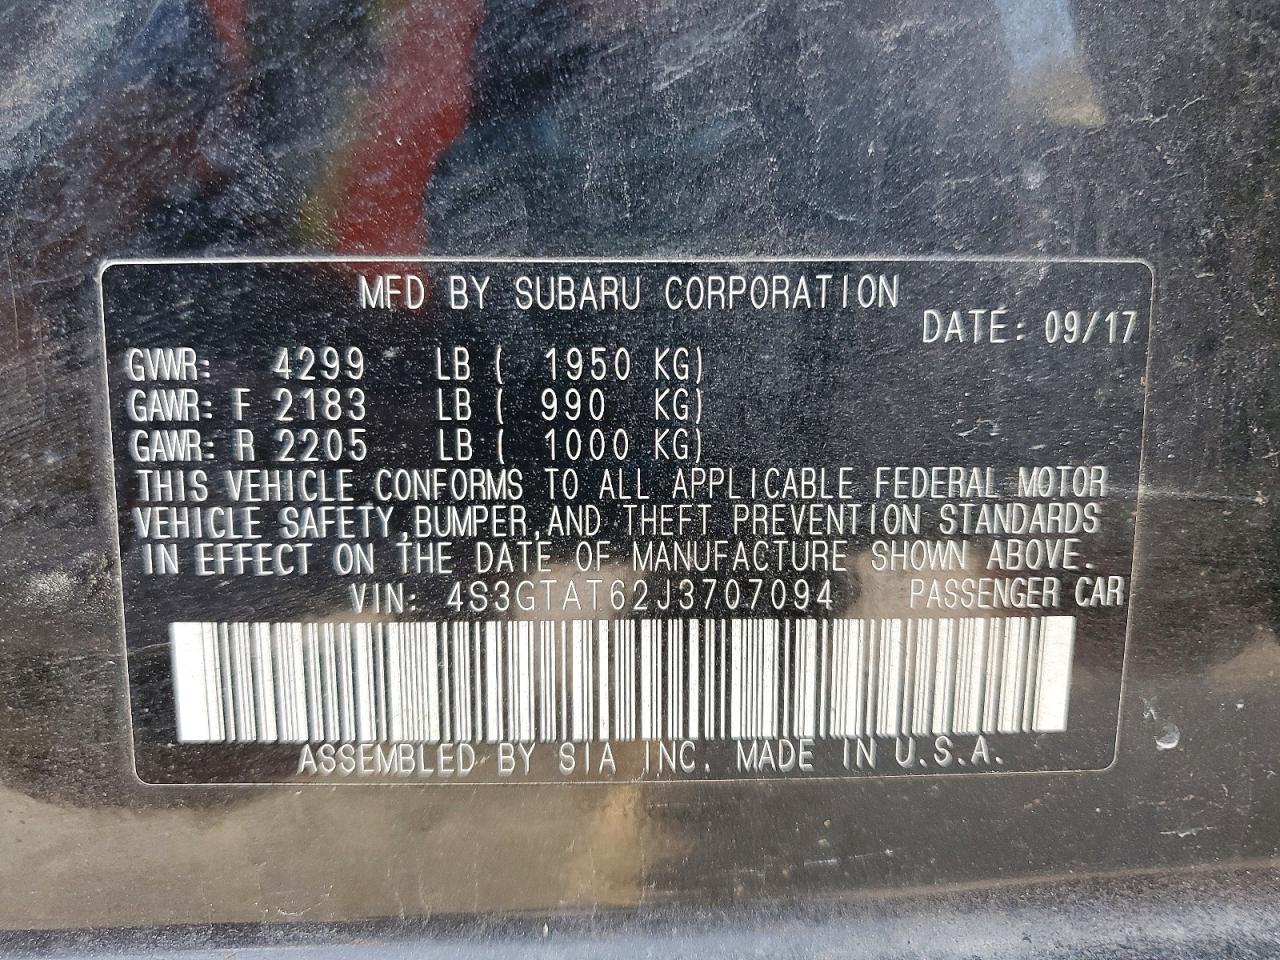 MFD BY SUBARU CORPORATION
DATE: 09/17
GVWR: 4299 LB ( 1950 KG)
GAWR: F 2183 LB ( 990 KG)
GAWR: R 2205 LB ( 1000 KG)
THIS VEHICLE CONFORMS TO ALL APPLICABLE FEDERAL MOTOR
VEHICLE SAFETY,BUMPER,AND THEFT PREVENTION STANDARDS
IN EFFECT ON THE DATE OF MANUFACTURE SHOWN ABOVE.
VIN: 4S3GTAT62J3707094 PASSENGER CAR
ASSEMBLED BY SIA INC. MADE IN U.S.A.